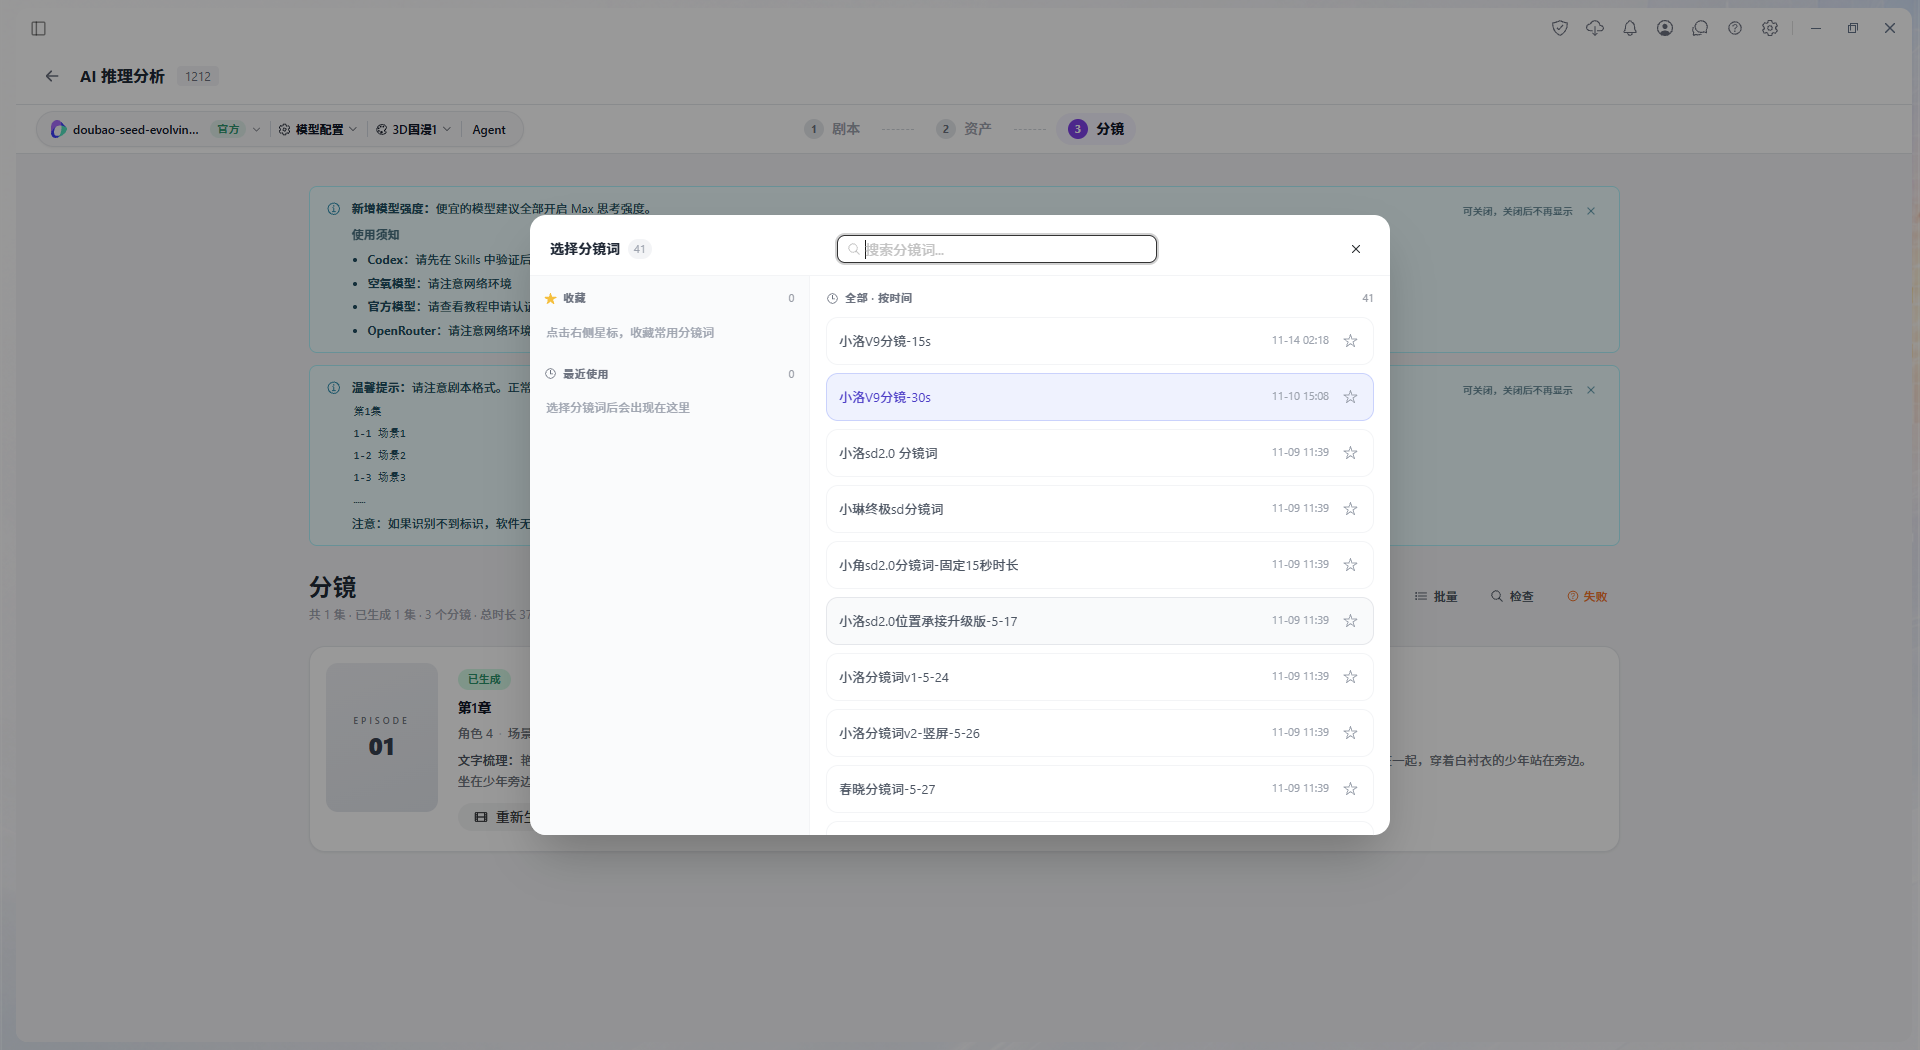 AI 推理分析 1212
doubao-seed-evolvin... 官方 模型配置 3D国漫1 Agent
1 剧本 2 资产 3 分镜
新增模型强度：便宜的模型建议全部开启 Max 思考强度。
可关闭，关闭后不再显示
使用须知
Codex：请先在 Skills 中验证后
空氧模型：请注意网络环境
官方模型：请查看教程申请认证
OpenRouter：请注意网络环境
温馨提示：请注意剧本格式。正常
可关闭，关闭后不再显示
第1集
1-1 场景1
1-2 场景2
1-3 场景3
……
注意：如果识别不到标识，软件无
分镜
共 1 集 · 已生成 1 集 · 3 个分镜 · 总时长 37
批量 检查 失败
EPISODE
01
已生成
第1章
角色 4 · 场景
文字梳理：艳
一起，穿着白衬衣的少年站在旁边。
坐在少年旁边
重新生
选择分镜词 41
搜索分镜词...
收藏 0
点击右侧星标，收藏常用分镜词
最近使用 0
选择分镜词后会出现在这里
全部 · 按时间 41
小洛V9分镜-15s 11-14 02:18
小洛V9分镜-30s 11-10 15:08
小洛sd2.0 分镜词 11-09 11:39
小琳终极sd分镜词 11-09 11:39
小角sd2.0分镜词-固定15秒时长 11-09 11:39
小洛sd2.0位置承接升级版-5-17 11-09 11:39
小洛分镜词v1-5-24 11-09 11:39
小洛分镜词v2-竖屏-5-26 11-09 11:39
春晓分镜词-5-27 11-09 11:39